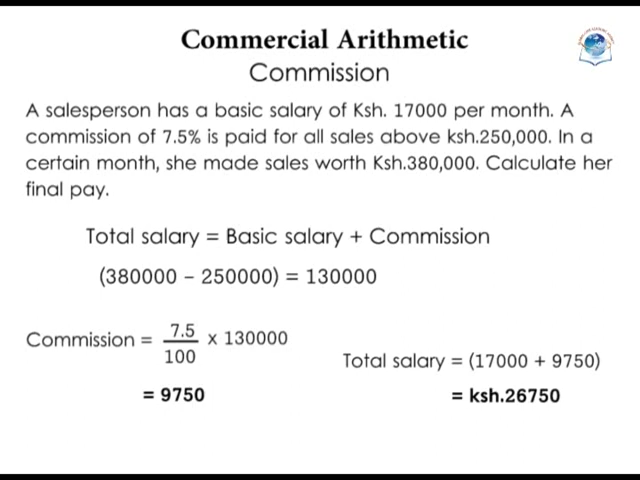 Commercial Arithmetic
Commission
A salesperson has a basic salary of Ksh. 17000 per month. A
commission of 7.5% is paid for all sales above ksh.250,000. In a
certain month, she made sales worth Ksh.380,000. Calculate her
final pay.
Total salary = Basic salary + Commission
(380000 – 250000) = 130000
Commission = 7.5/100 x 130000
= 9750
Total salary = (17000 + 9750)
= ksh.26750